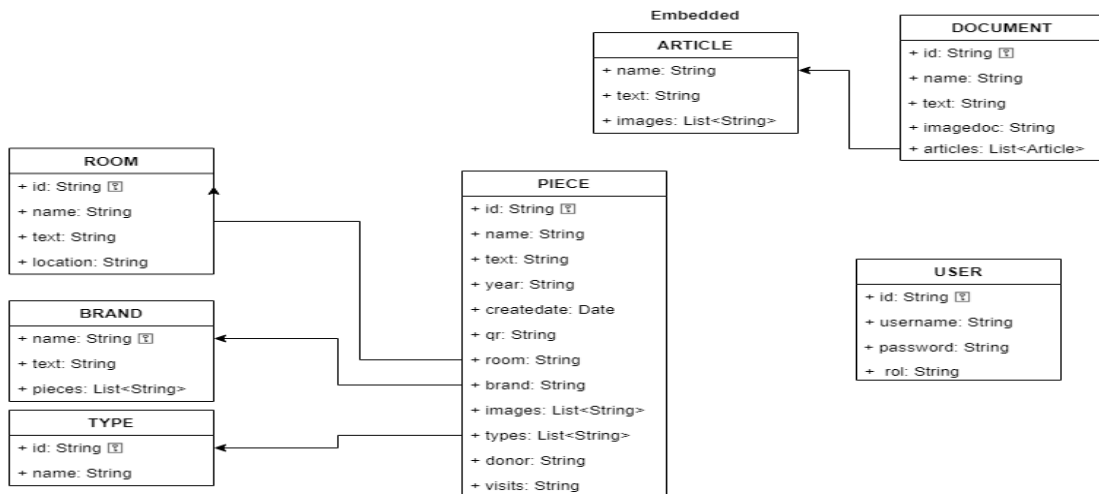 Embedded
ARTICLE
+ name: String
+ text: String
+ images: List<String>
DOCUMENT
+ id: String
+ name: String
+ text: String
+ imagedoc: String
+ articles: List<Article>
ROOM
+ id: String
+ name: String
+ text: String
+ location: String
PIECE
+ id: String
+ name: String
+ text: String
+ year: String
+ createdate: Date
+ qr: String
+ room: String
+ brand: String
+ images: List<String>
+ types: List<String>
+ donor: String
+ visits: String
USER
+ id: String
+ username: String
+ password: String
+ rol: String
BRAND
+ name: String
+ text: String
+ pieces: List<String>
TYPE
+ id: String
+ name: String